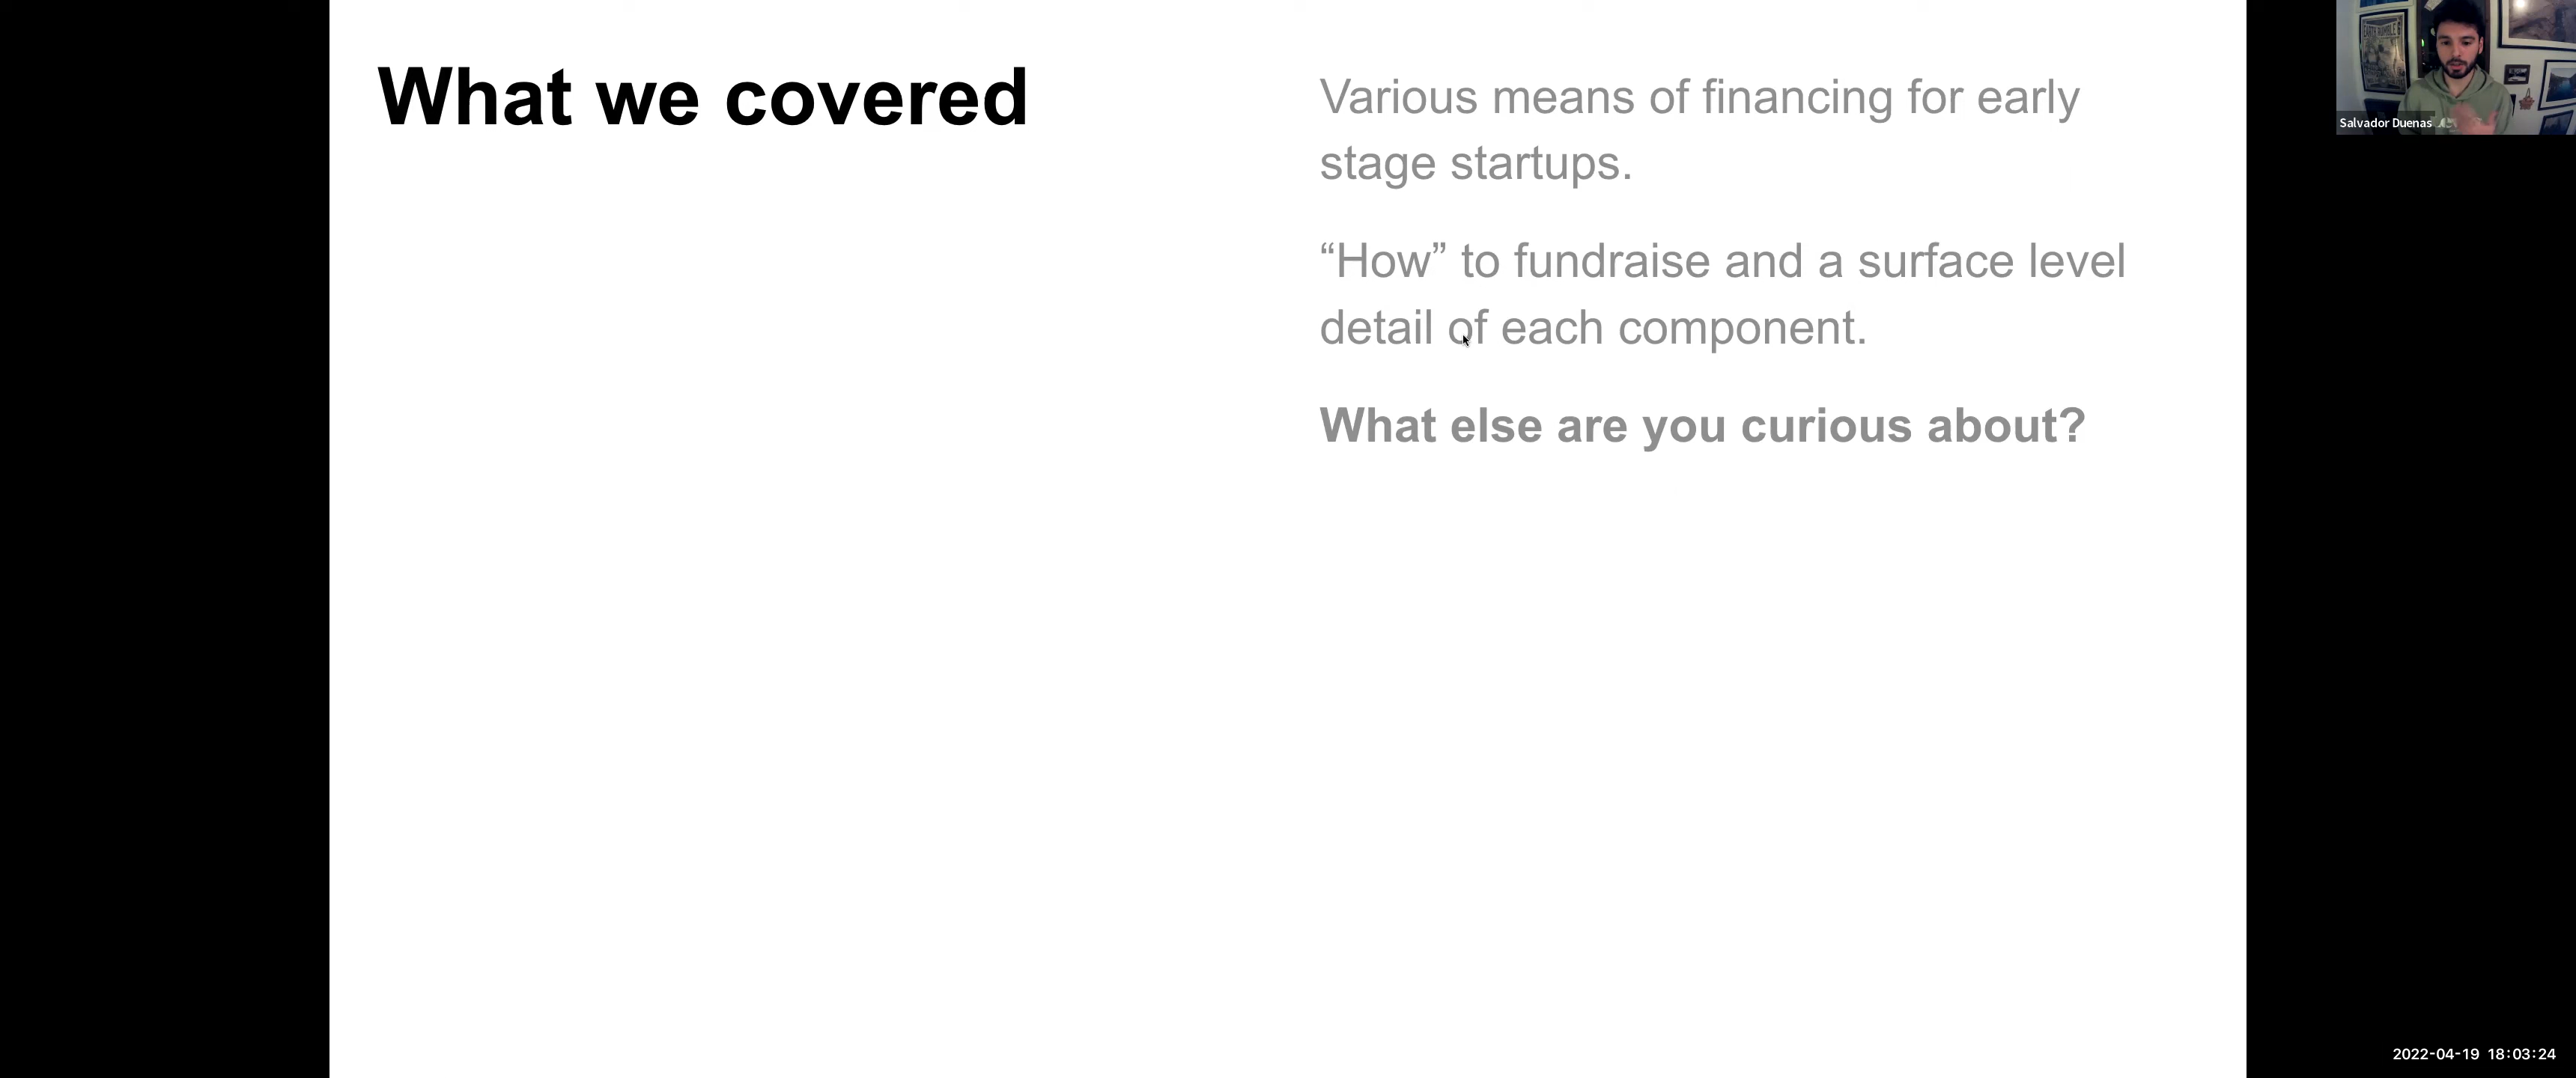 What we covered
Various means of financing for early
stage startups.
“How” to fundraise and a surface level
detail of each component.
What else are you curious about?
Salvador Duenas
2022-04-19 18:03:24